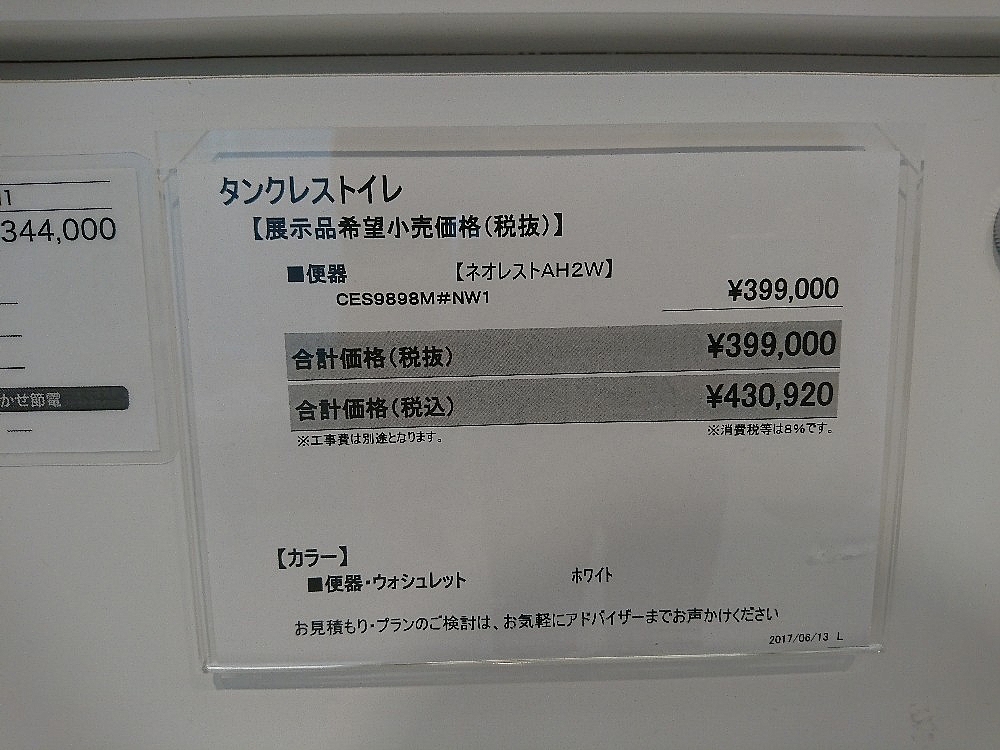 344,000
かせ節電
タンクレストイレ
【展示品希望小売価格(税抜)】
■便器 【ネオレストAH2W】
CES9898M#NW1 ¥399,000
合計価格(税抜) ¥399,000
合計価格(税込) ¥430,920
※工事費は別途となります。 ※消費税等は8%です。
【カラー】
■便器・ウォシュレット ホワイト
お見積もり・プランのご検討は、お気軽にアドバイザーまでお声かけください
2017/06/13 L